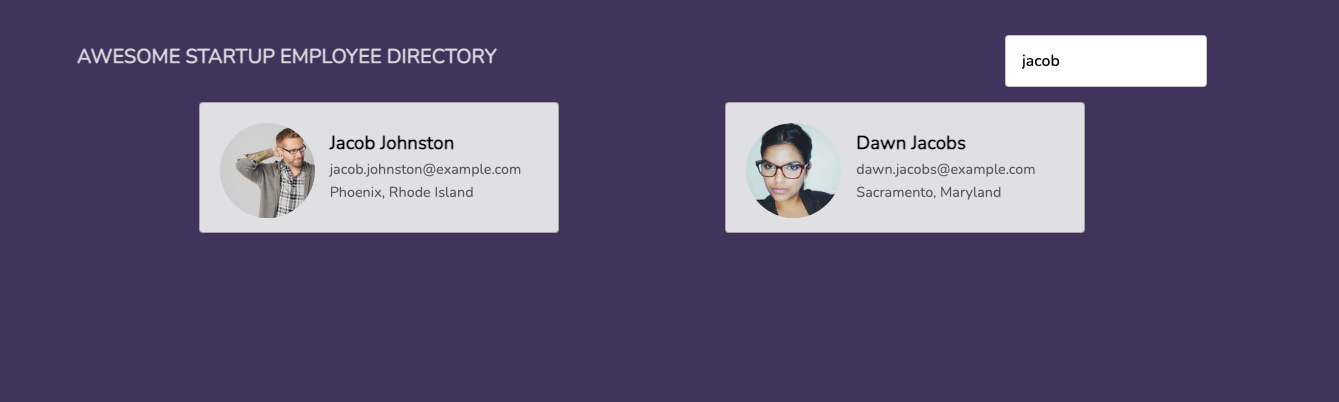 AWESOME STARTUP EMPLOYEE DIRECTORY
jacob
Jacob Johnston
jacob.johnston@example.com
Phoenix, Rhode Island
Dawn Jacobs
dawn.jacobs@example.com
Sacramento, Maryland